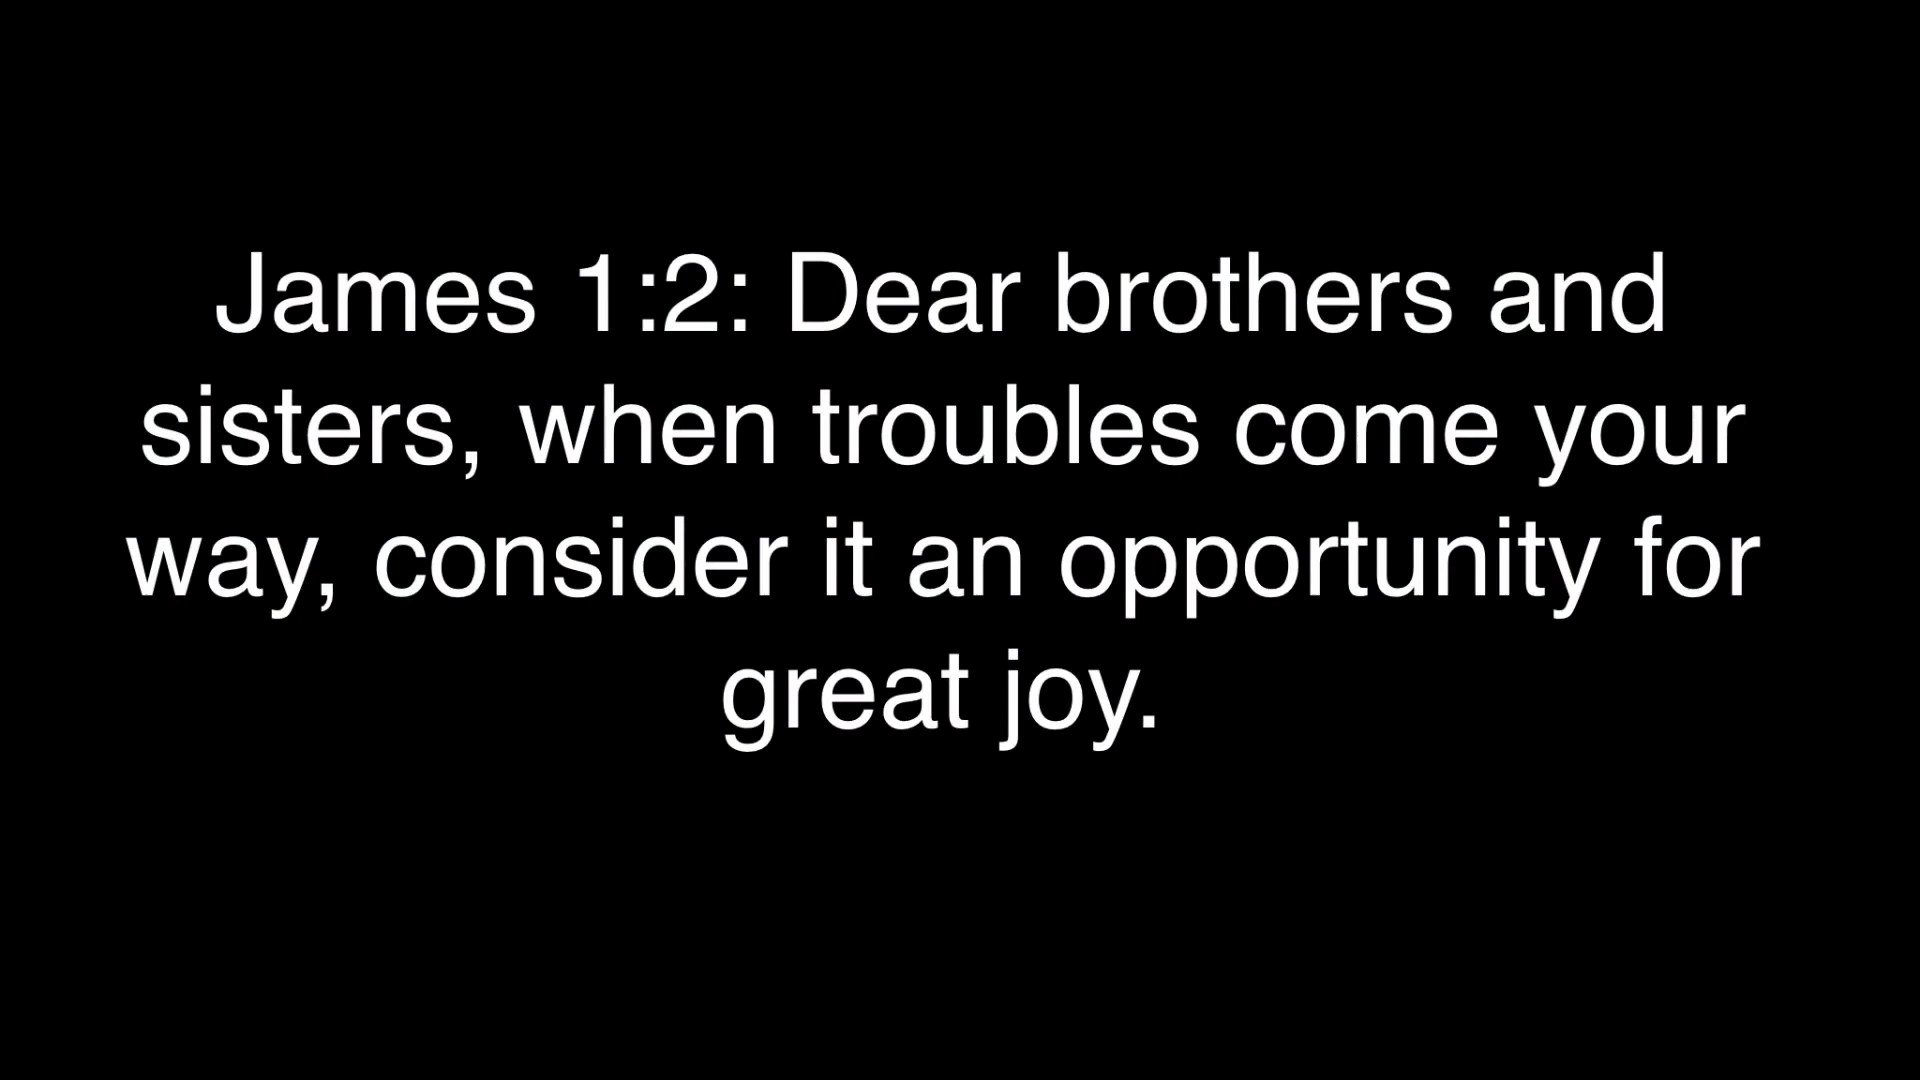 James 1:2: Dear brothers and
sisters, when troubles come your
way, consider it an opportunity for
great joy.